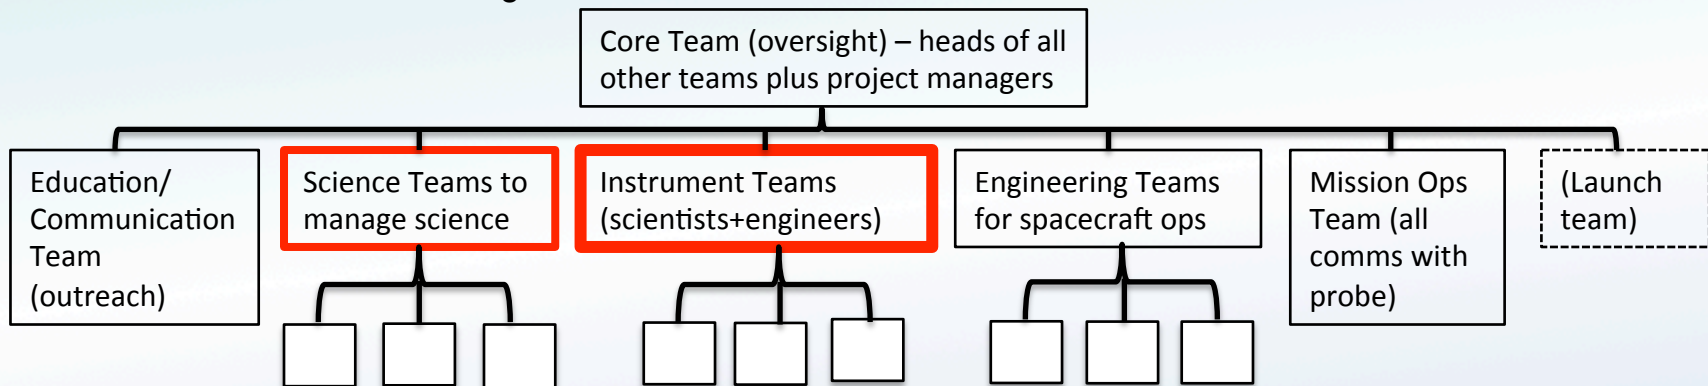 Core Team (oversight) – heads of all
other teams plus project managers
Education/
Communication
Team
(outreach)
Science Teams to
manage science
Instrument Teams
(scientists+engineers)
Engineering Teams
for spacecraft ops
Mission Ops
Team (all
comms with
probe)
(Launch
team)